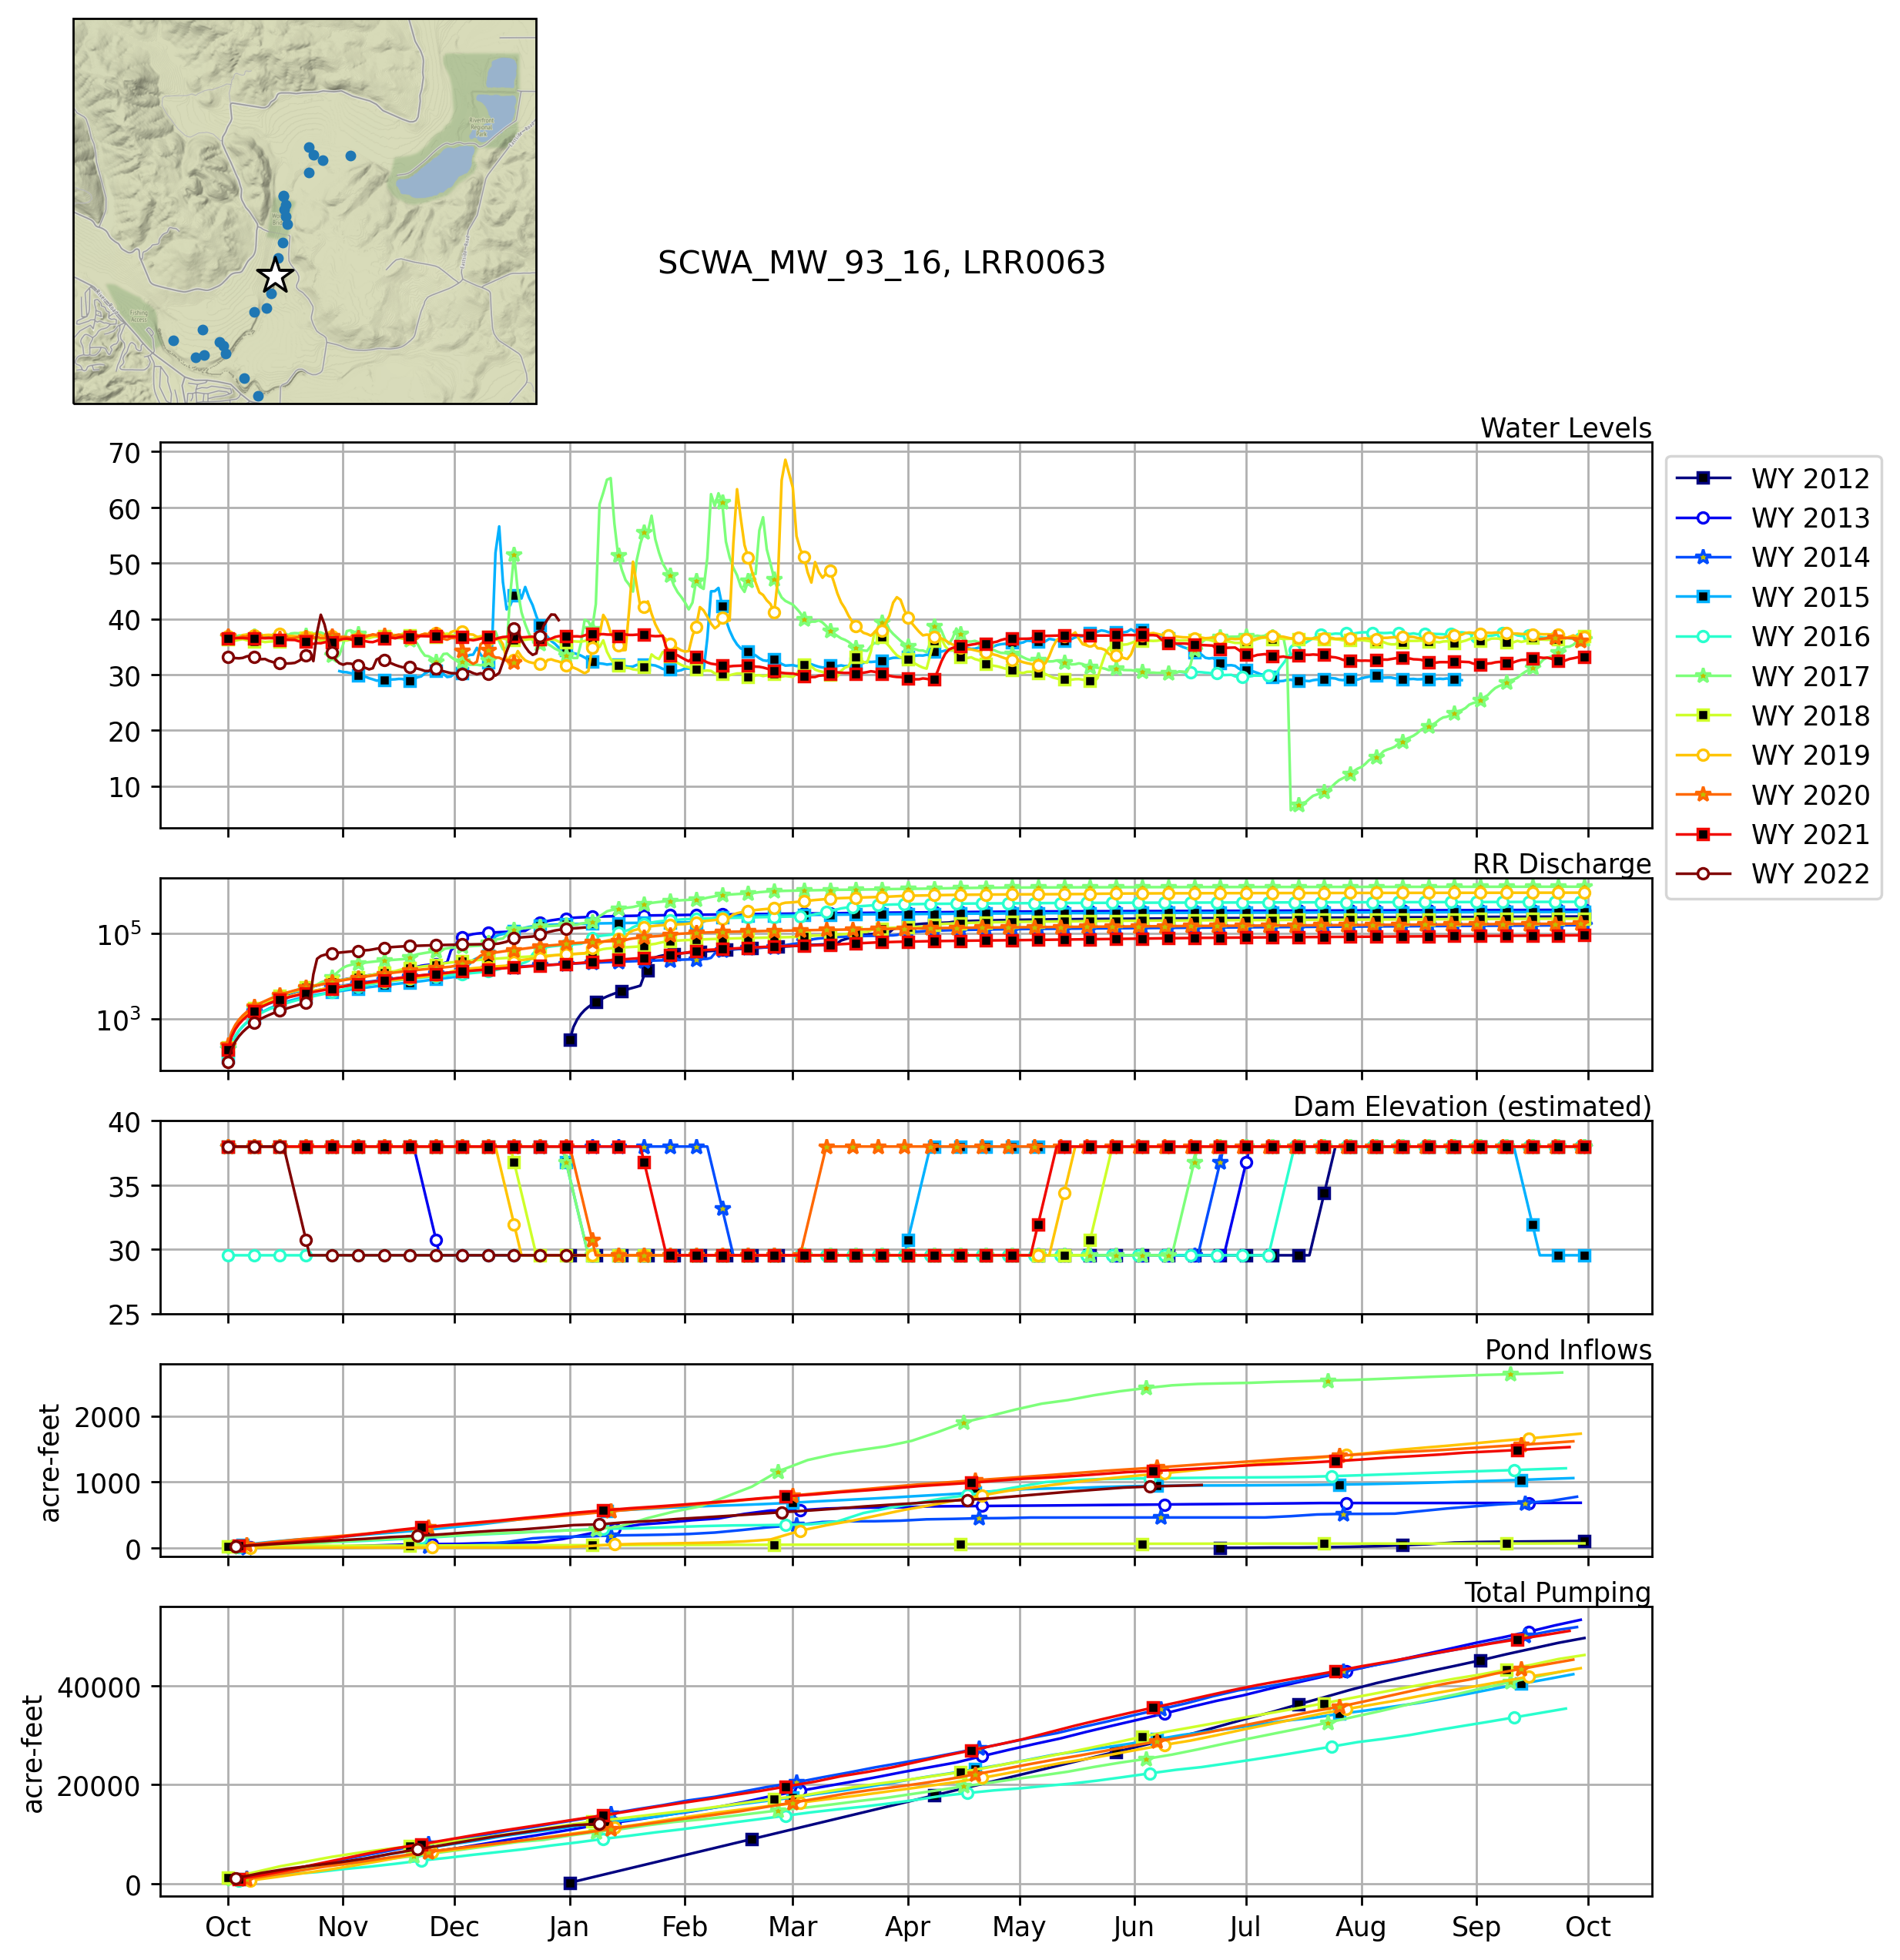 SCWA_MW_93_16, LRR0063
Water Levels
70
60
50
40
30
20
10
WY 2012
WY 2013
WY 2014
WY 2015
WY 2016
WY 2017
WY 2018
WY 2019
WY 2020
WY 2021
WY 2022
RR Discharge
10⁵
10³
Dam Elevation (estimated)
40
35
30
25
Pond Inflows
acre-feet
2000
1000
0
Total Pumping
acre-feet
40000
20000
0
Oct Nov Dec Jan Feb Mar Apr May Jun Jul Aug Sep Oct